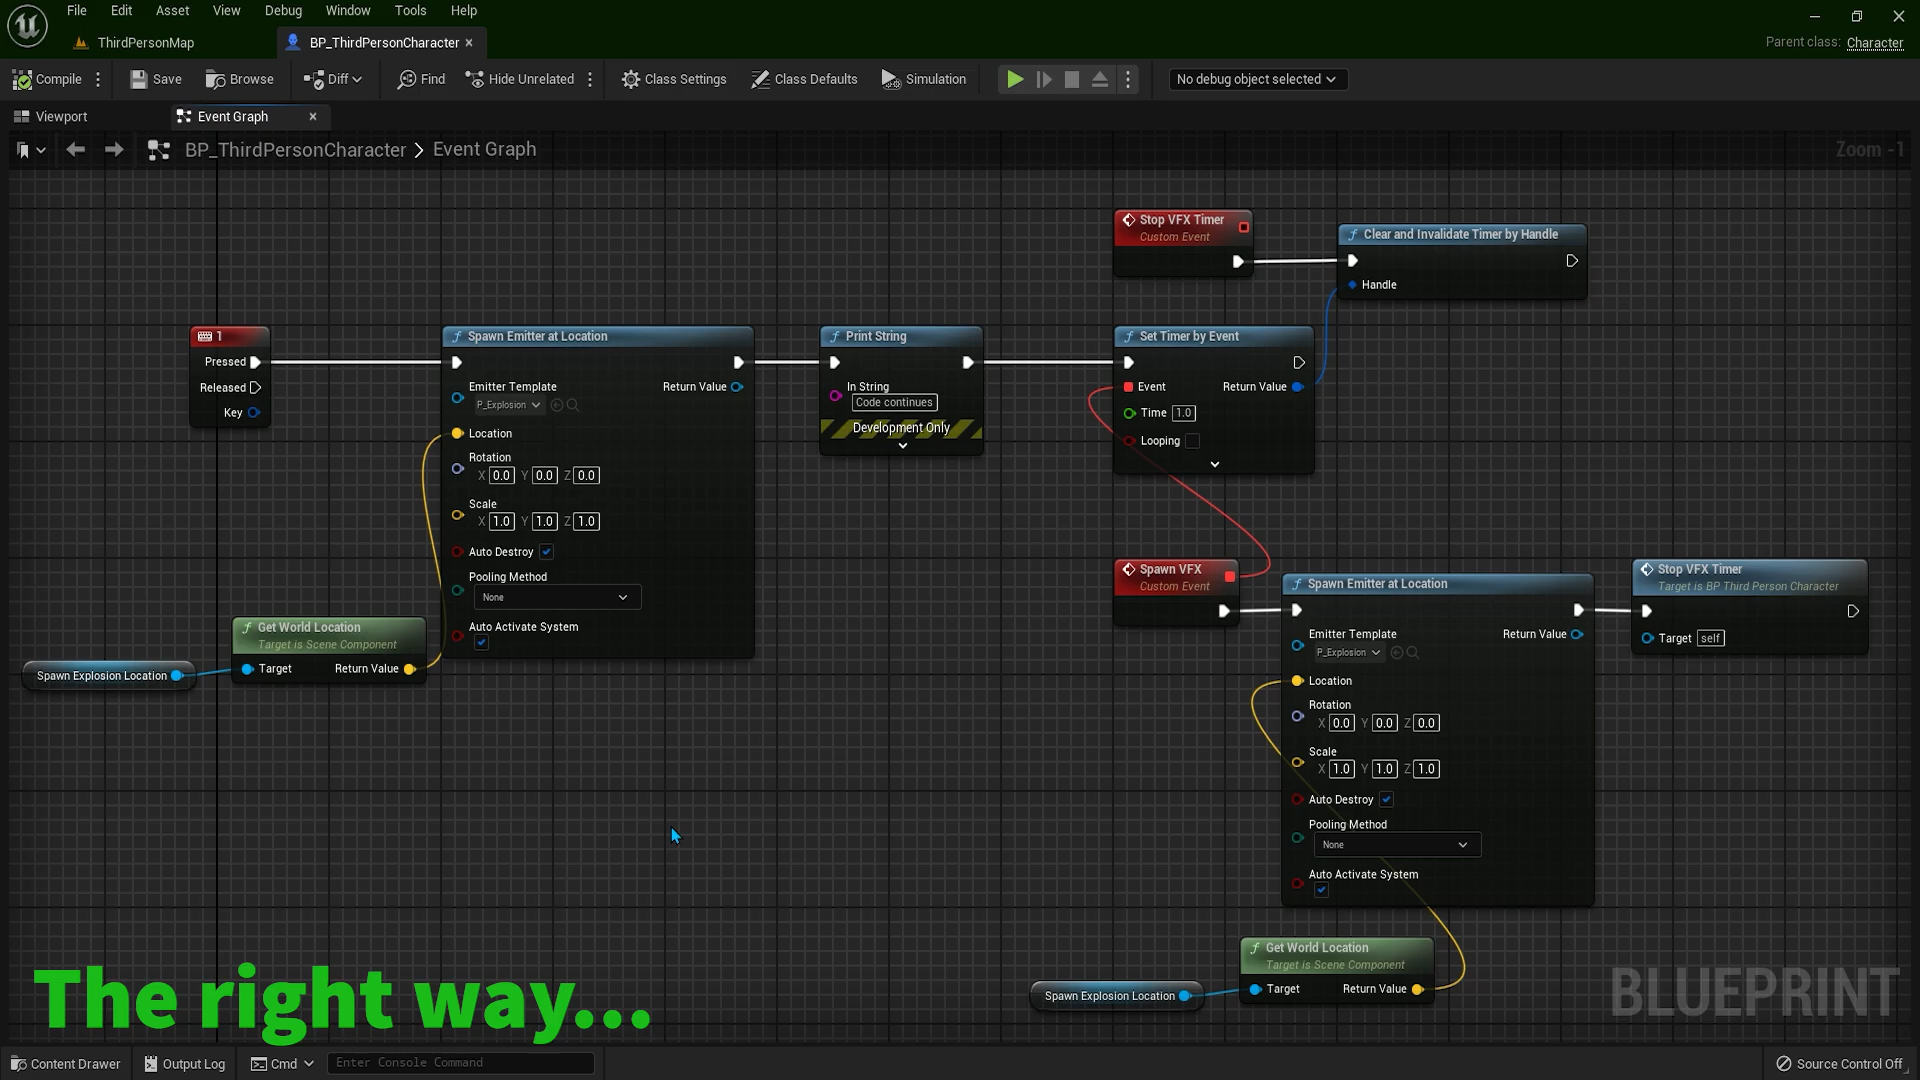 File Edit Asset View Debug Window Tools Help
ThirdPersonMap
BP_ThirdPersonCharacter
Parent class: Character
Compile
Save
Browse
Diff
Find
Hide Unrelated
Class Settings
Class Defaults
Simulation
No debug object selected
Viewport
Event Graph
BP_ThirdPersonCharacter > Event Graph
Zoom -1
Stop VFX Timer
Custom Event
Clear and Invalidate Timer by Handle
Handle
1
Pressed
Released
Key
Spawn Emitter at Location
Emitter Template
P_Explosion
Return Value
Location
Rotation
X 0.0 Y 0.0 Z 0.0
Scale
X 1.0 Y 1.0 Z 1.0
Auto Destroy
Pooling Method
None
Auto Activate System
Print String
In String
Code continues
Development Only
Set Timer by Event
Event
Return Value
Time 1.0
Looping
Get World Location
Target is Scene Component
Target
Return Value
Spawn Explosion Location
Spawn VFX
Custom Event
Spawn Emitter at Location
Emitter Template
P_Explosion
Return Value
Location
Rotation
X 0.0 Y 0.0 Z 0.0
Scale
X 1.0 Y 1.0 Z 1.0
Auto Destroy
Pooling Method
None
Auto Activate System
Stop VFX Timer
Target is BP Third Person Character
Target self
Get World Location
Target is Scene Component
Target
Return Value
Spawn Explosion Location
The right way...
BLUEPRINT
Content Drawer
Output Log
Cmd
Enter Console Command
Source Control Off